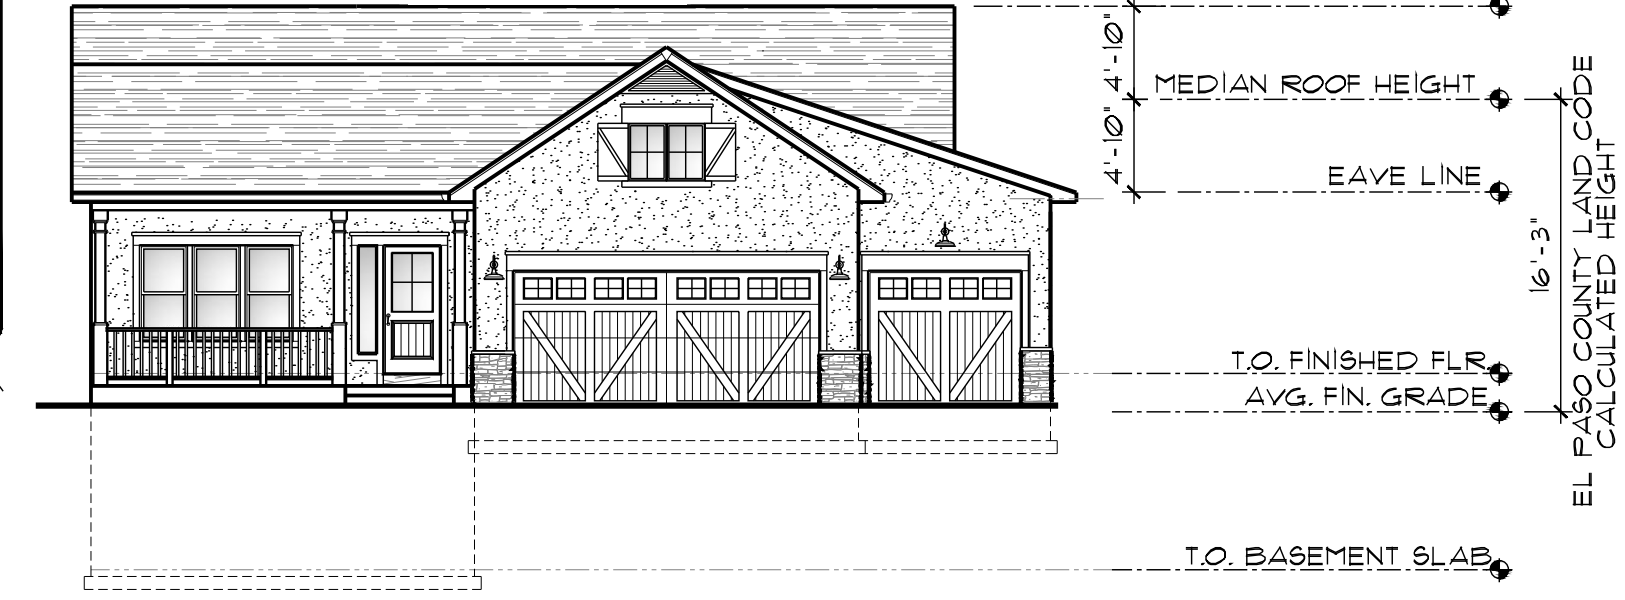 4'-10"
MEDIAN ROOF HEIGHT
4'-10"
EAVE LINE
16'-3"
T.O. FINISHED FLR.
AVG. FIN. GRADE
T.O. BASEMENT SLAB
EL PASO COUNTY LAND CODE
CALCULATED HEIGHT